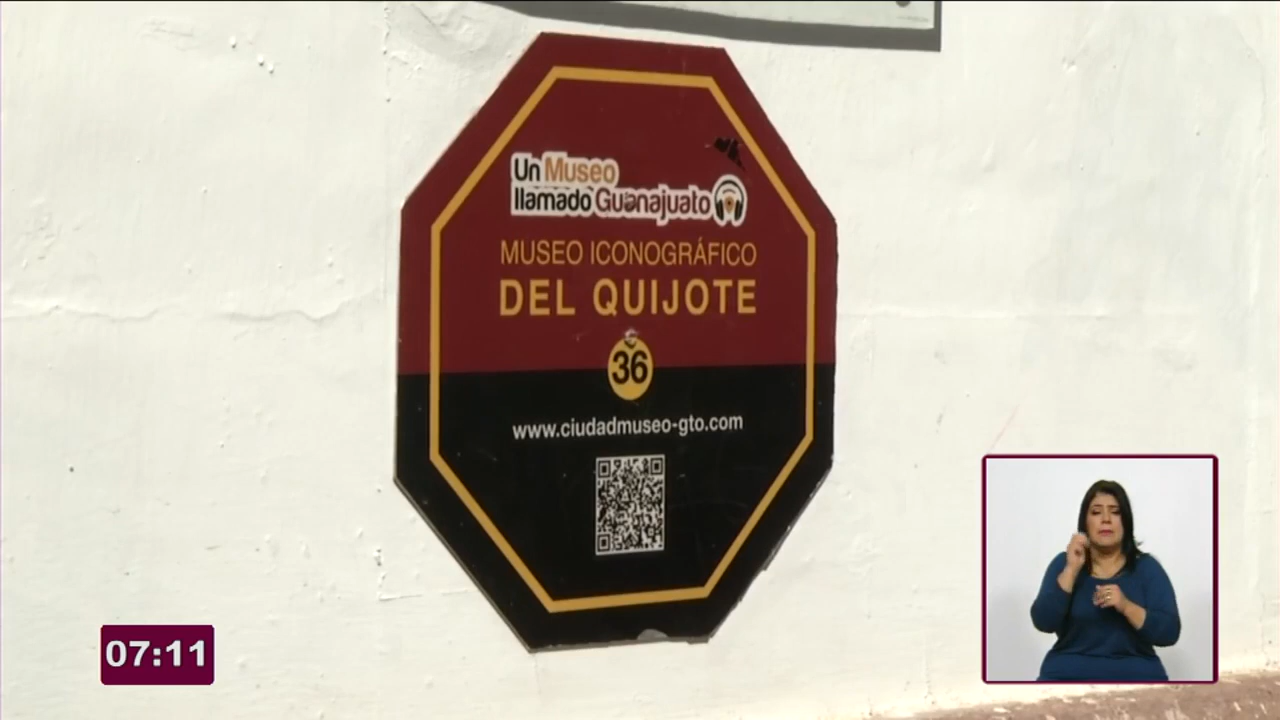 Un Museo
llamado Guanajuato
MUSEO ICONOGRÁFICO
DEL QUIJOTE
36
www.ciudadmuseo-gto.com
07:11